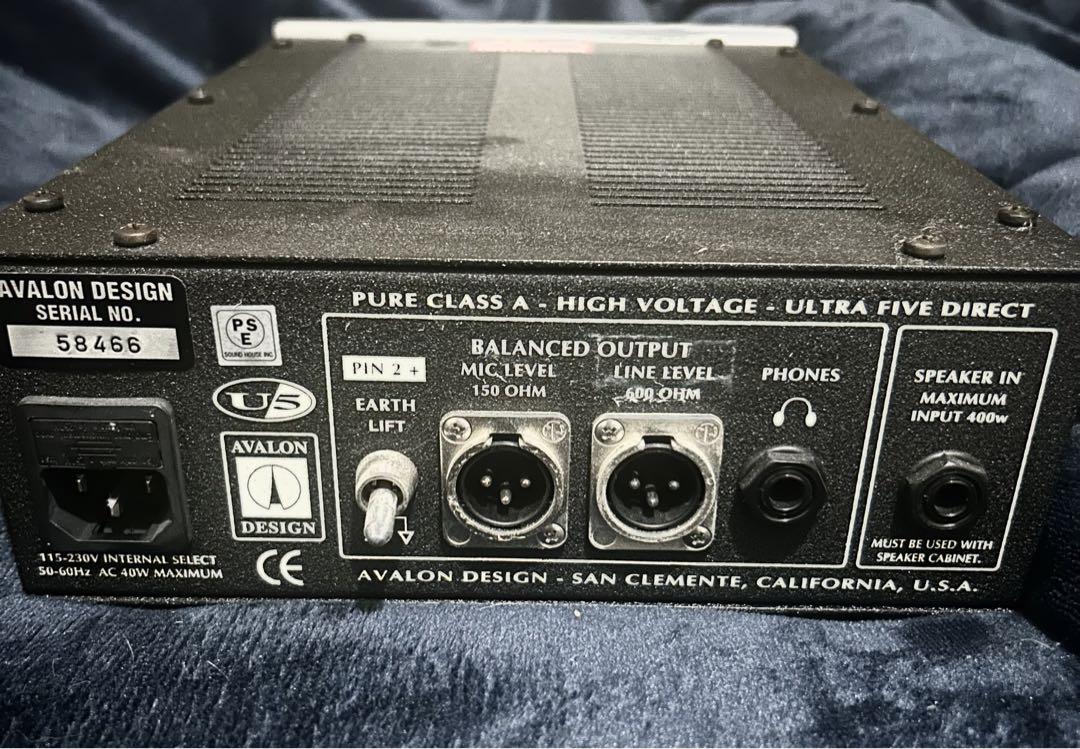 AVALON DESIGN
SERIAL NO.
58466
PS
E
SOUND HOUSE INC
U5
AVALON
DESIGN
CE
115-230V INTERNAL SELECT
50-60Hz AC 40W MAXIMUM
PURE CLASS A - HIGH VOLTAGE - ULTRA FIVE DIRECT
PIN 2 +
EARTH
LIFT
BALANCED OUTPUT
MIC LEVEL
150 OHM
LINE LEVEL
600 OHM
PHONES
SPEAKER IN
MAXIMUM
INPUT 400w
MUST BE USED WITH
SPEAKER CABINET.
AVALON DESIGN - SAN CLEMENTE, CALIFORNIA, U.S.A.